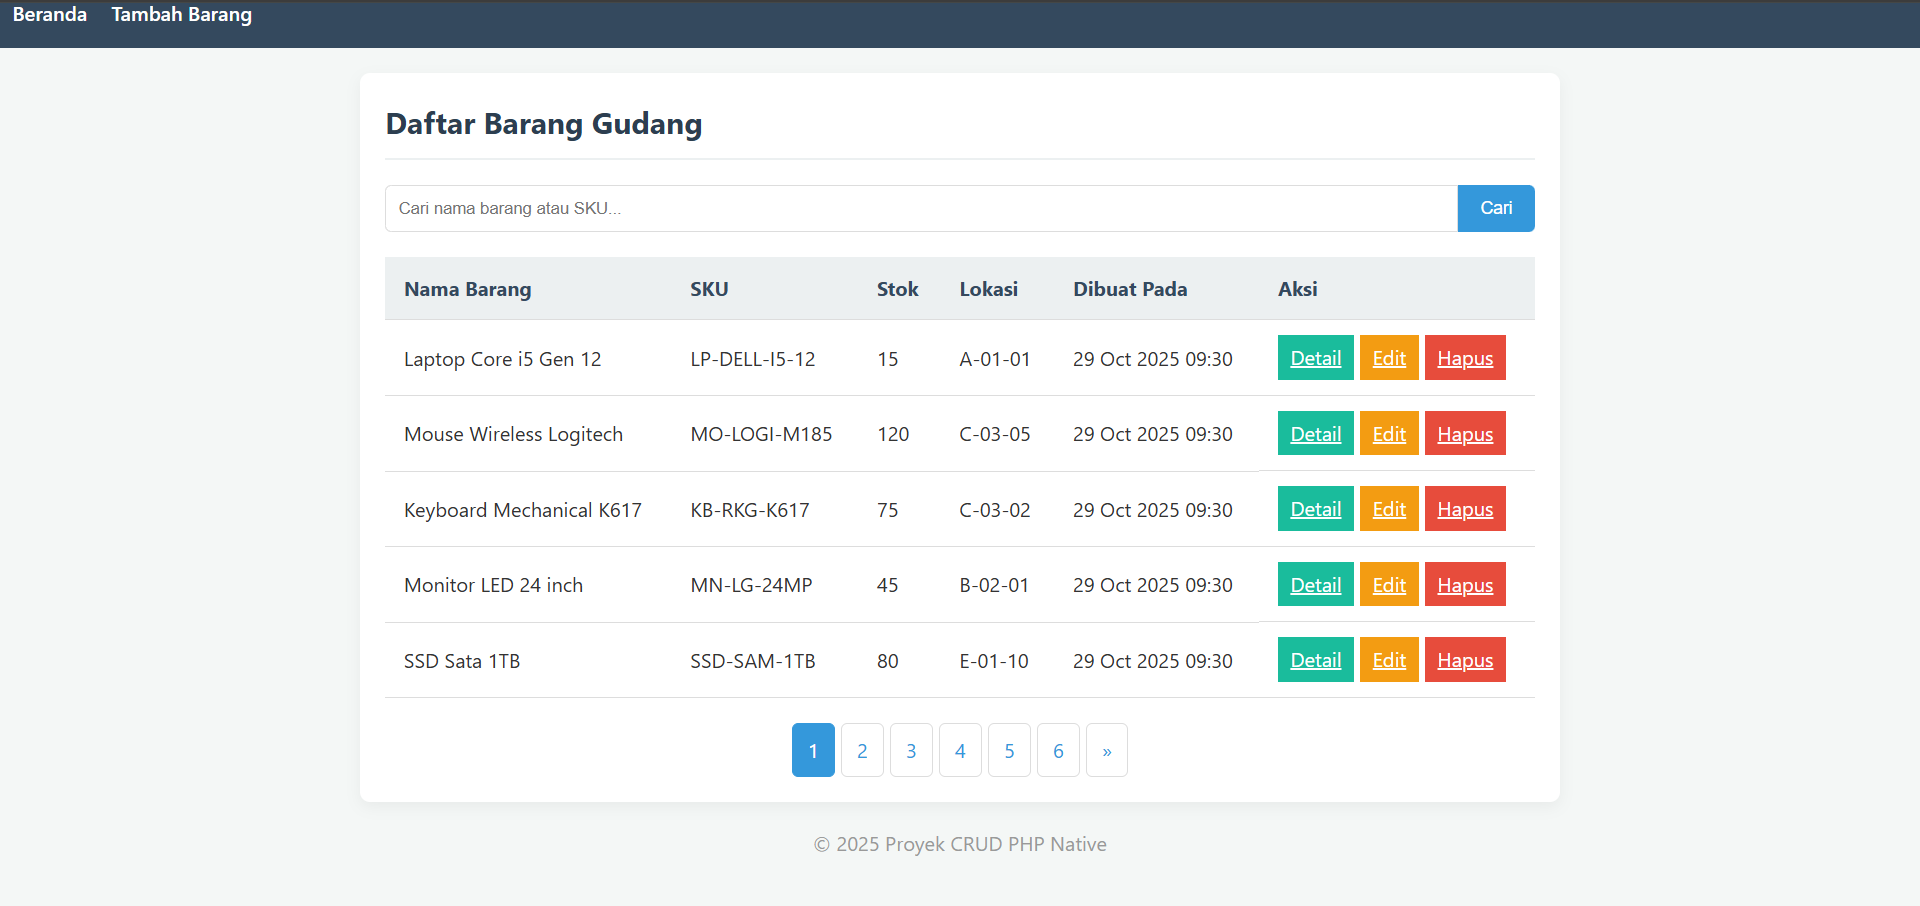 Beranda Tambah Barang
Daftar Barang Gudang
Cari nama barang atau SKU... Cari
Nama Barang SKU Stok Lokasi Dibuat Pada Aksi
Laptop Core i5 Gen 12 LP-DELL-I5-12 15 A-01-01 29 Oct 2025 09:30 Detail Edit Hapus
Mouse Wireless Logitech MO-LOGI-M185 120 C-03-05 29 Oct 2025 09:30 Detail Edit Hapus
Keyboard Mechanical K617 KB-RKG-K617 75 C-03-02 29 Oct 2025 09:30 Detail Edit Hapus
Monitor LED 24 inch MN-LG-24MP 45 B-02-01 29 Oct 2025 09:30 Detail Edit Hapus
SSD Sata 1TB SSD-SAM-1TB 80 E-01-10 29 Oct 2025 09:30 Detail Edit Hapus
1 2 3 4 5 6 »
© 2025 Proyek CRUD PHP Native